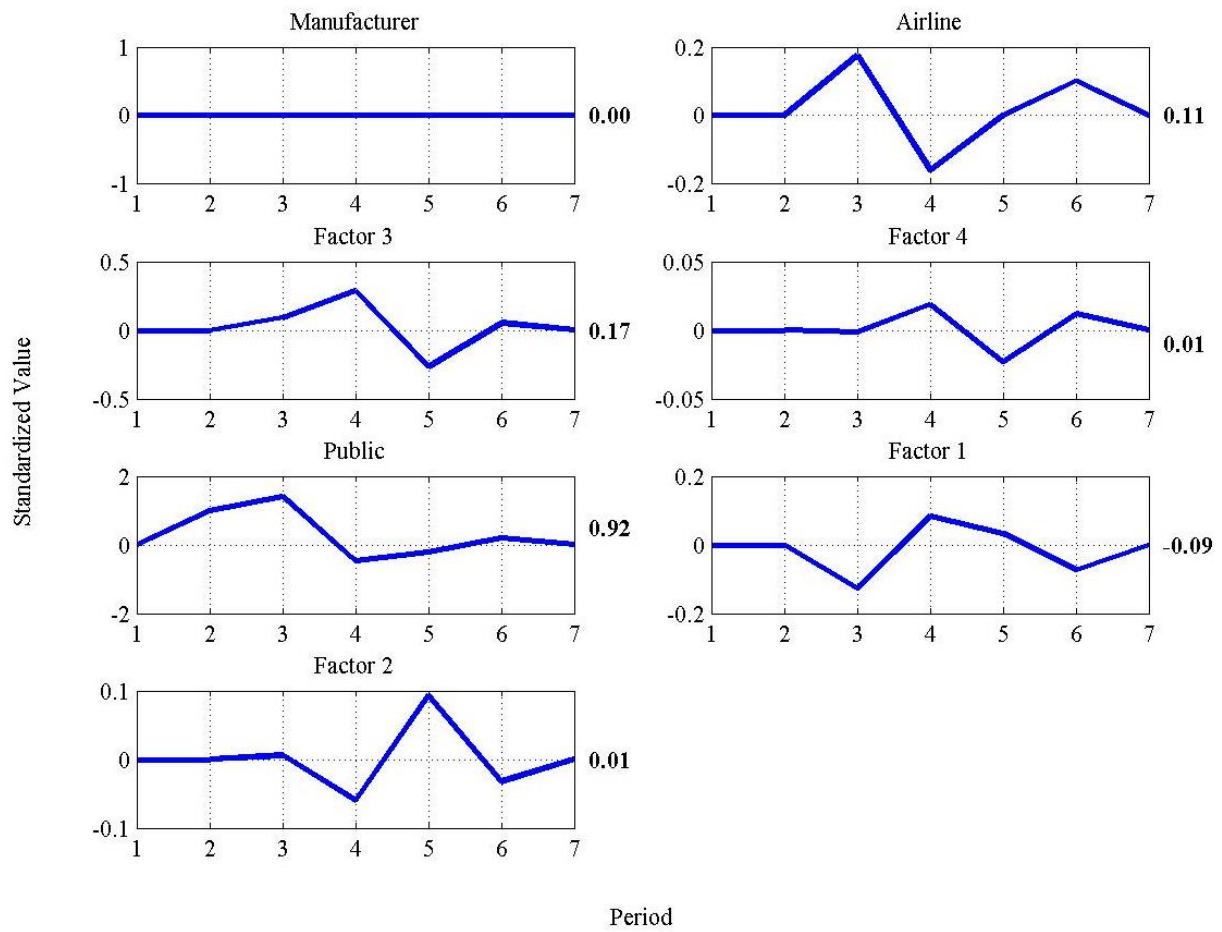 Manufacturer
1
0
-1
1 2 3 4 5 6 7
0.00
Airline
0.2
0
-0.2
1 2 3 4 5 6 7
0.11
Factor 3
0.5
0
-0.5
1 2 3 4 5 6 7
0.17
Factor 4
0.05
0
-0.05
1 2 3 4 5 6 7
0.01
Standardized Value
Public
2
0
-2
1 2 3 4 5 6 7
0.92
Factor 1
0.2
0
-0.2
1 2 3 4 5 6 7
-0.09
Factor 2
0.1
0
-0.1
1 2 3 4 5 6 7
0.01
Period